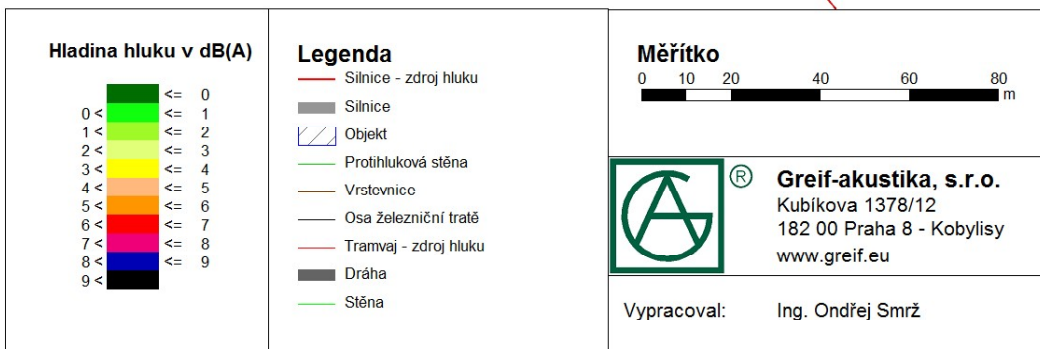 Hladina hluku v dB(A)
<= 0
0 < <= 1
1 < <= 2
2 < <= 3
3 < <= 4
4 < <= 5
5 < <= 6
6 < <= 7
7 < <= 8
8 < <= 9
9 <
Legenda
Silnice - zdroj hluku
Silnice
Objekt
Protihluková stěna
Vrstevnice
Osa železniční tratě
Tramvaj - zdroj hluku
Dráha
Stěna
Měřítko
0 10 20 40 60 80
m
GA ®
Greif-akustika, s.r.o.
Kubíkova 1378/12
182 00 Praha 8 - Kobylisy
www.greif.eu
Vypracoval: Ing. Ondřej Smrž